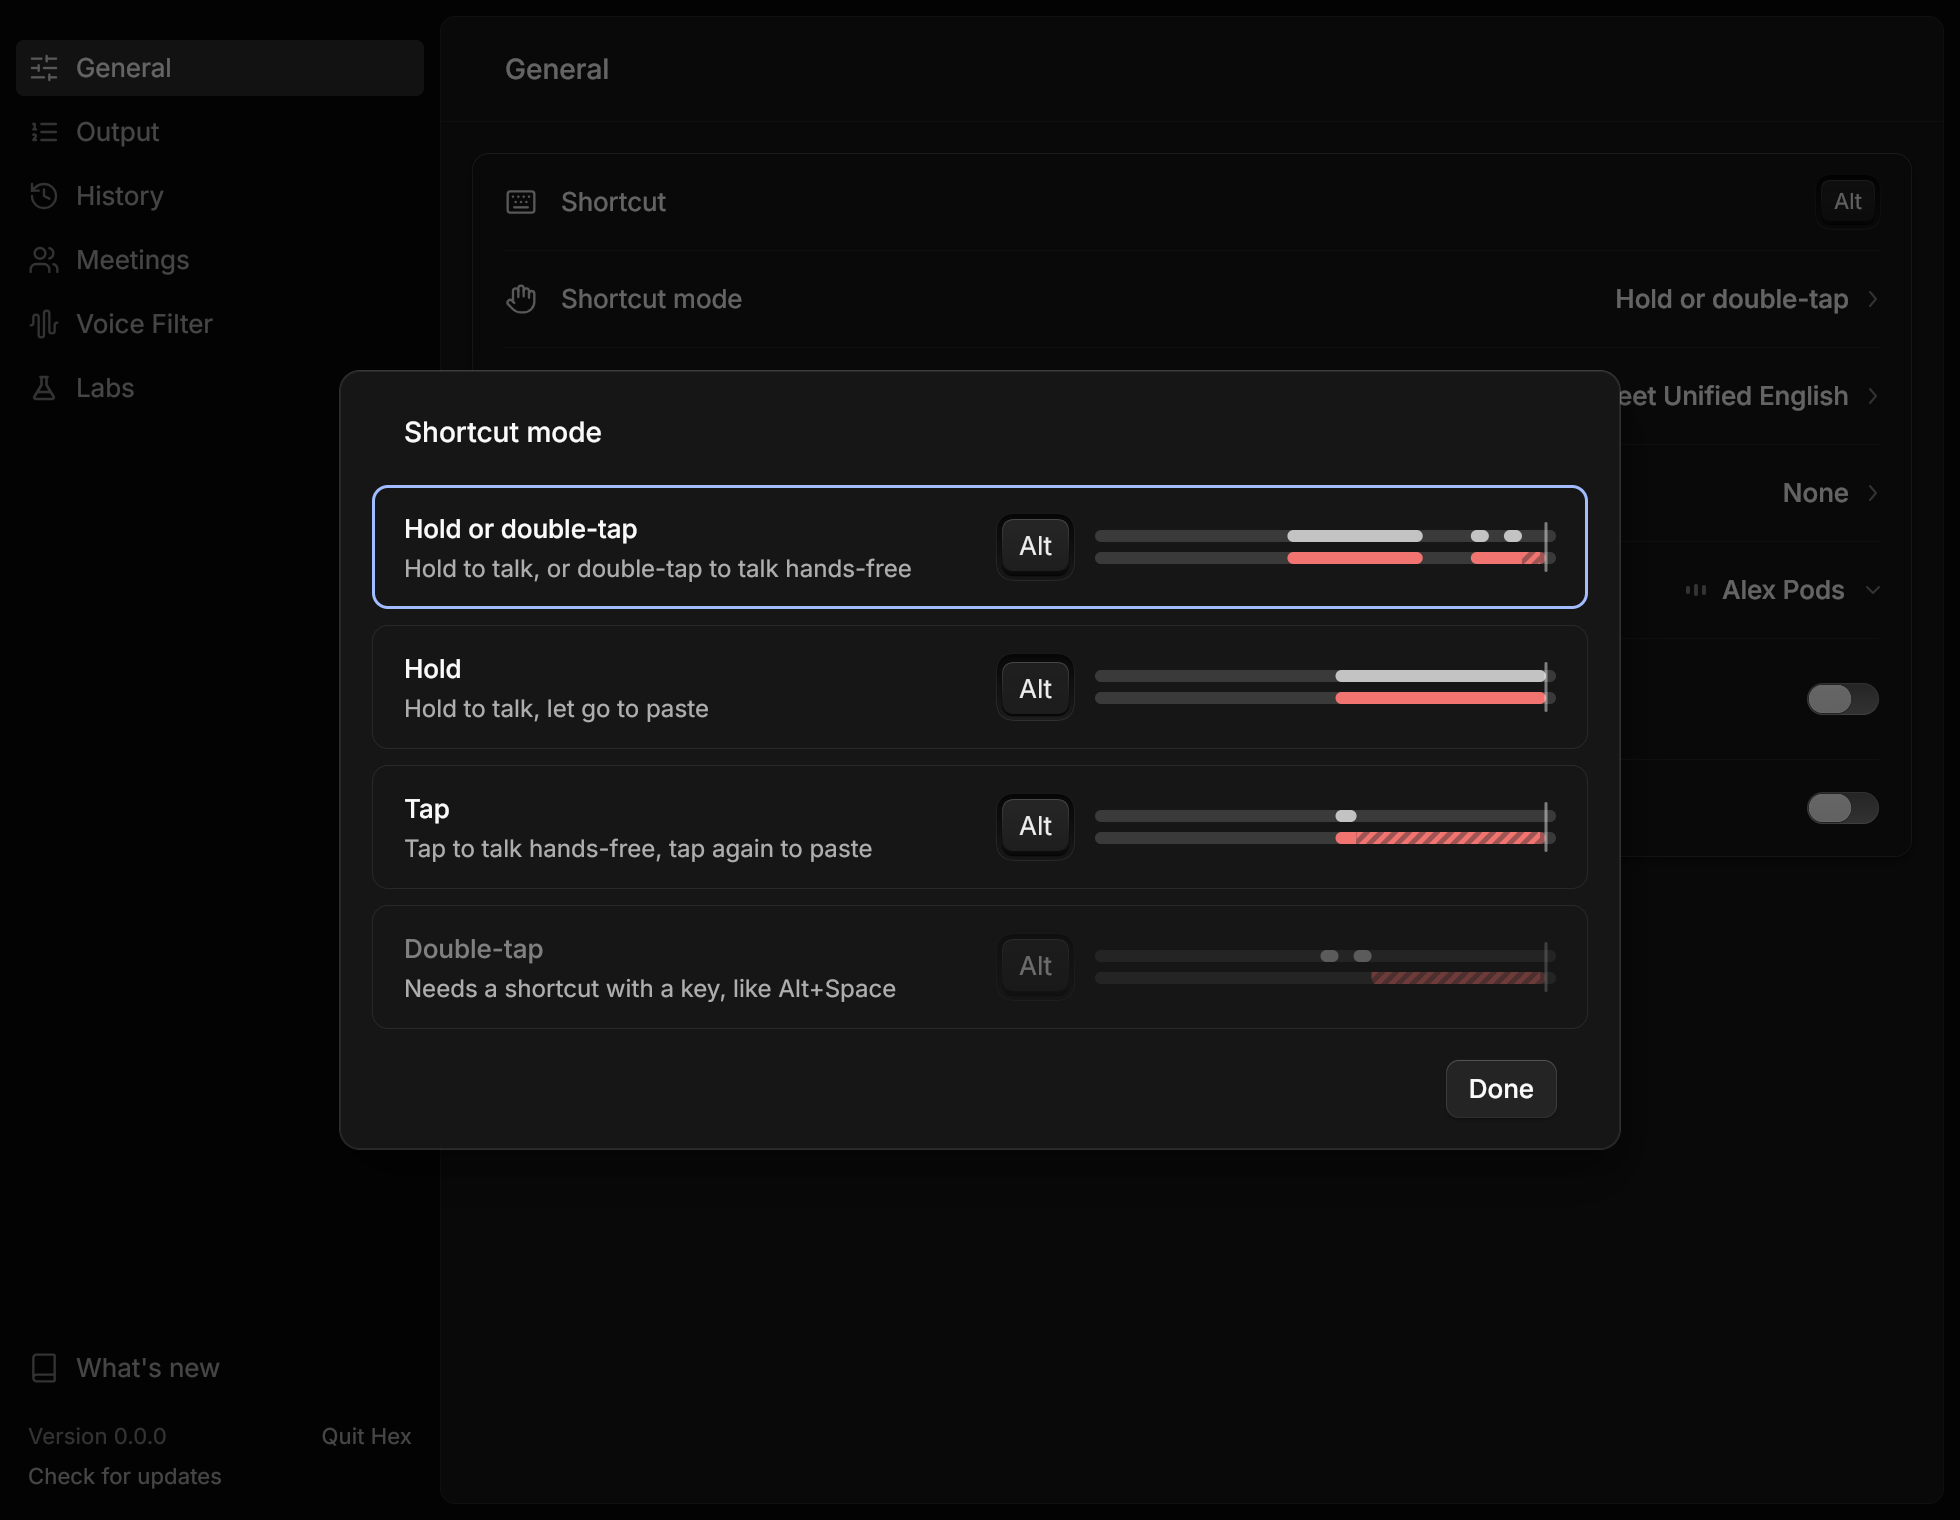 General
Output
History
Meetings
Voice Filter
Labs
General
Shortcut
Alt
Shortcut mode
Hold or double-tap
Unified English
None
Alex Pods
Shortcut mode
Hold or double-tap
Hold to talk, or double-tap to talk hands-free
Alt
Hold
Hold to talk, let go to paste
Alt
Tap
Tap to talk hands-free, tap again to paste
Alt
Double-tap
Needs a shortcut with a key, like Alt+Space
Alt
Done
What's new
Version 0.0.0
Quit Hex
Check for updates